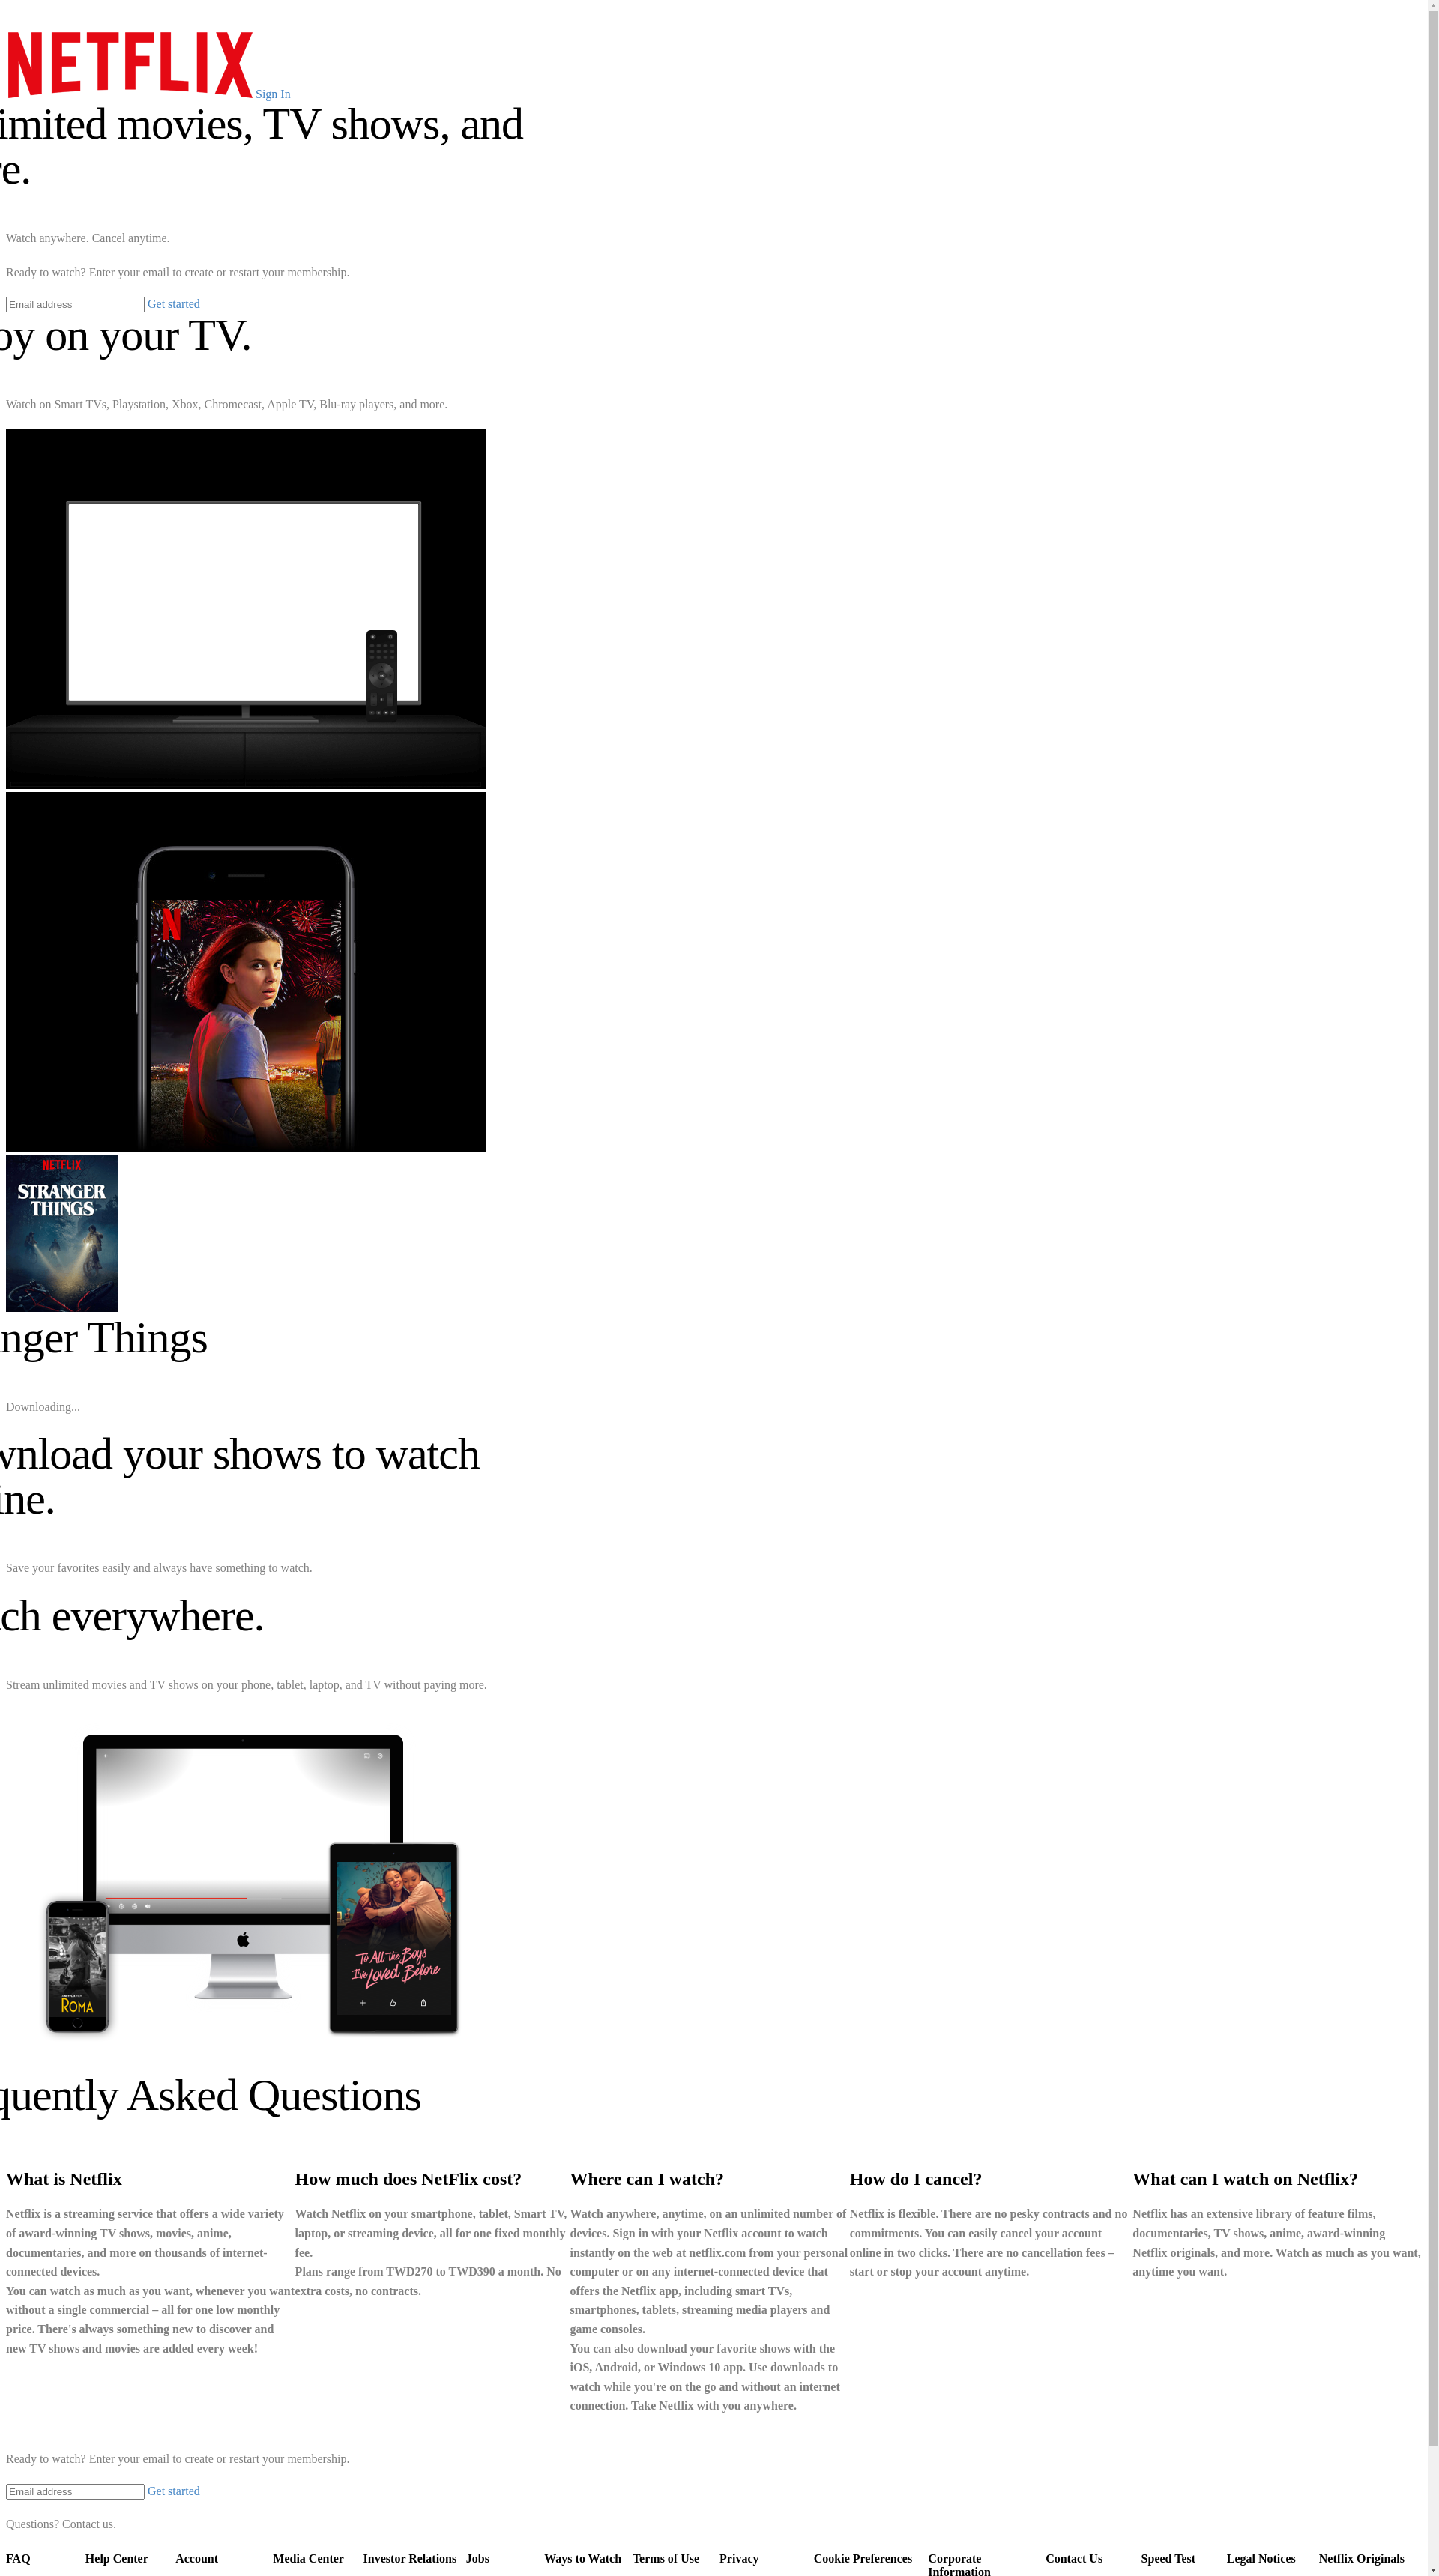 NETFLIX Sign In
imited movies, TV shows, and
re.
Watch anywhere. Cancel anytime.
Ready to watch? Enter your email to create or restart your membership.
Email address Get started
oy on your TV.
Watch on Smart TVs, Playstation, Xbox, Chromecast, Apple TV, Blu-ray players, and more.
N
NETFLIX
STRANGER
THINGS
nger Things
Downloading...
wnload your shows to watch
ine.
Save your favorites easily and always have something to watch.
ch everywhere.
Stream unlimited movies and TV shows on your phone, tablet, laptop, and TV without paying more.
To All the Boys
I've Loved Before
ROMA
quently Asked Questions
What is Netflix
Netflix is a streaming service that offers a wide variety
of award-winning TV shows, movies, anime,
documentaries, and more on thousands of internet-
connected devices.
You can watch as much as you want, whenever you want
without a single commercial – all for one low monthly
price. There's always something new to discover and
new TV shows and movies are added every week!
How much does NetFlix cost?
Watch Netflix on your smartphone, tablet, Smart TV,
laptop, or streaming device, all for one fixed monthly
fee.
Plans range from TWD270 to TWD390 a month. No
extra costs, no contracts.
Where can I watch?
Watch anywhere, anytime, on an unlimited number of
devices. Sign in with your Netflix account to watch
instantly on the web at netflix.com from your personal
computer or on any internet-connected device that
offers the Netflix app, including smart TVs,
smartphones, tablets, streaming media players and
game consoles.
You can also download your favorite shows with the
iOS, Android, or Windows 10 app. Use downloads to
watch while you're on the go and without an internet
connection. Take Netflix with you anywhere.
How do I cancel?
Netflix is flexible. There are no pesky contracts and no
commitments. You can easily cancel your account
online in two clicks. There are no cancellation fees –
start or stop your account anytime.
What can I watch on Netflix?
Netflix has an extensive library of feature films,
documentaries, TV shows, anime, award-winning
Netflix originals, and more. Watch as much as you want,
anytime you want.
Ready to watch? Enter your email to create or restart your membership.
Email address Get started
Questions? Contact us.
FAQ Help Center Account Media Center Investor Relations Jobs Ways to Watch Terms of Use Privacy Cookie Preferences Corporate Information Contact Us Speed Test Legal Notices Netflix Originals